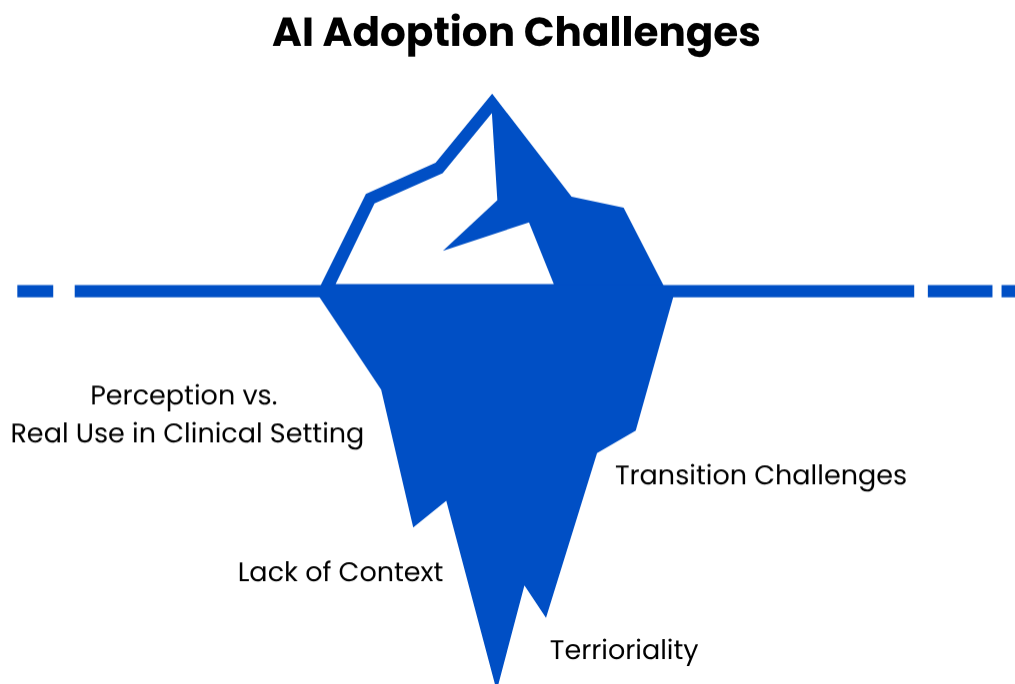 AI Adoption Challenges
Perception vs.
Real Use in Clinical Setting
Transition Challenges
Lack of Context
Terrioriality